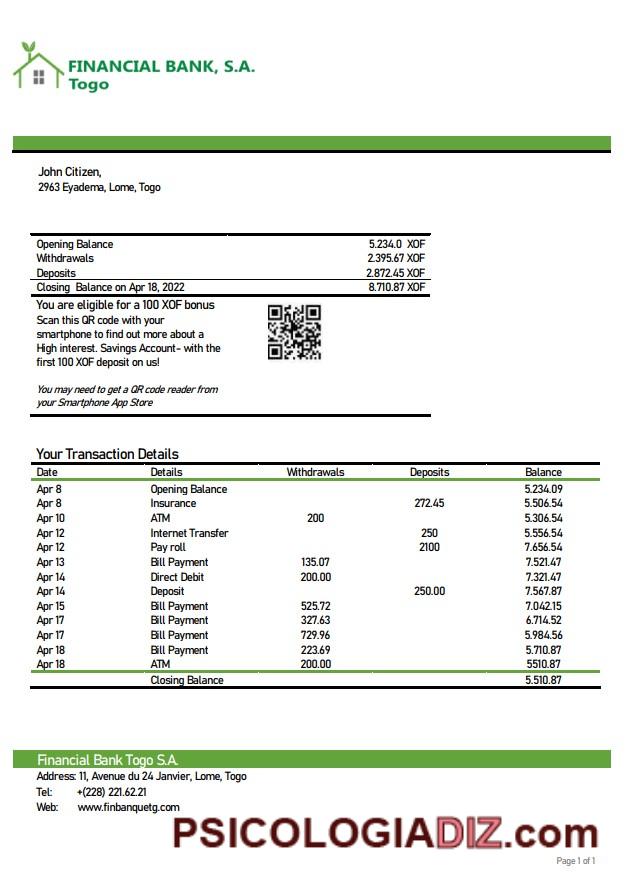 FINANCIAL BANK, S.A.
Togo
John Citizen,
2963 Eyadema, Lome, Togo
Opening Balance 5.234.0 XOF
Withdrawals 2.395.67 XOF
Deposits 2.872.45 XOF
Closing Balance on Apr 18, 2022 8.710.87 XOF
You are eligible for a 100 XOF bonus
Scan this QR code with your
smartphone to find out more about a
High interest. Savings Account- with the
first 100 XOF deposit on us!
You may need to get a QR code reader from
your Smartphone App Store
Your Transaction Details
Date Details Withdrawals Deposits Balance
Apr 8 Opening Balance 5.234.09
Apr 8 Insurance 272.45 5.506.54
Apr 10 ATM 200 5.306.54
Apr 12 Internet Transfer 250 5.556.54
Apr 12 Pay roll 2100 7.656.54
Apr 13 Bill Payment 135.07 7.521.47
Apr 14 Direct Debit 200.00 7.321.47
Apr 14 Deposit 250.00 7.567.87
Apr 15 Bill Payment 525.72 7.042.15
Apr 17 Bill Payment 327.63 6.714.52
Apr 17 Bill Payment 729.96 5.984.56
Apr 18 Bill Payment 223.69 5.710.87
Apr 18 ATM 200.00 5510.87
Closing Balance 5.510.87
Financial Bank Togo S.A.
Address: 11, Avenue du 24 Janvier, Lome, Togo
Tel: +(228) 221.62.21
Web: www.finbanquetg.com
PSICOLOGIADIZ.com
Page 1 of 1